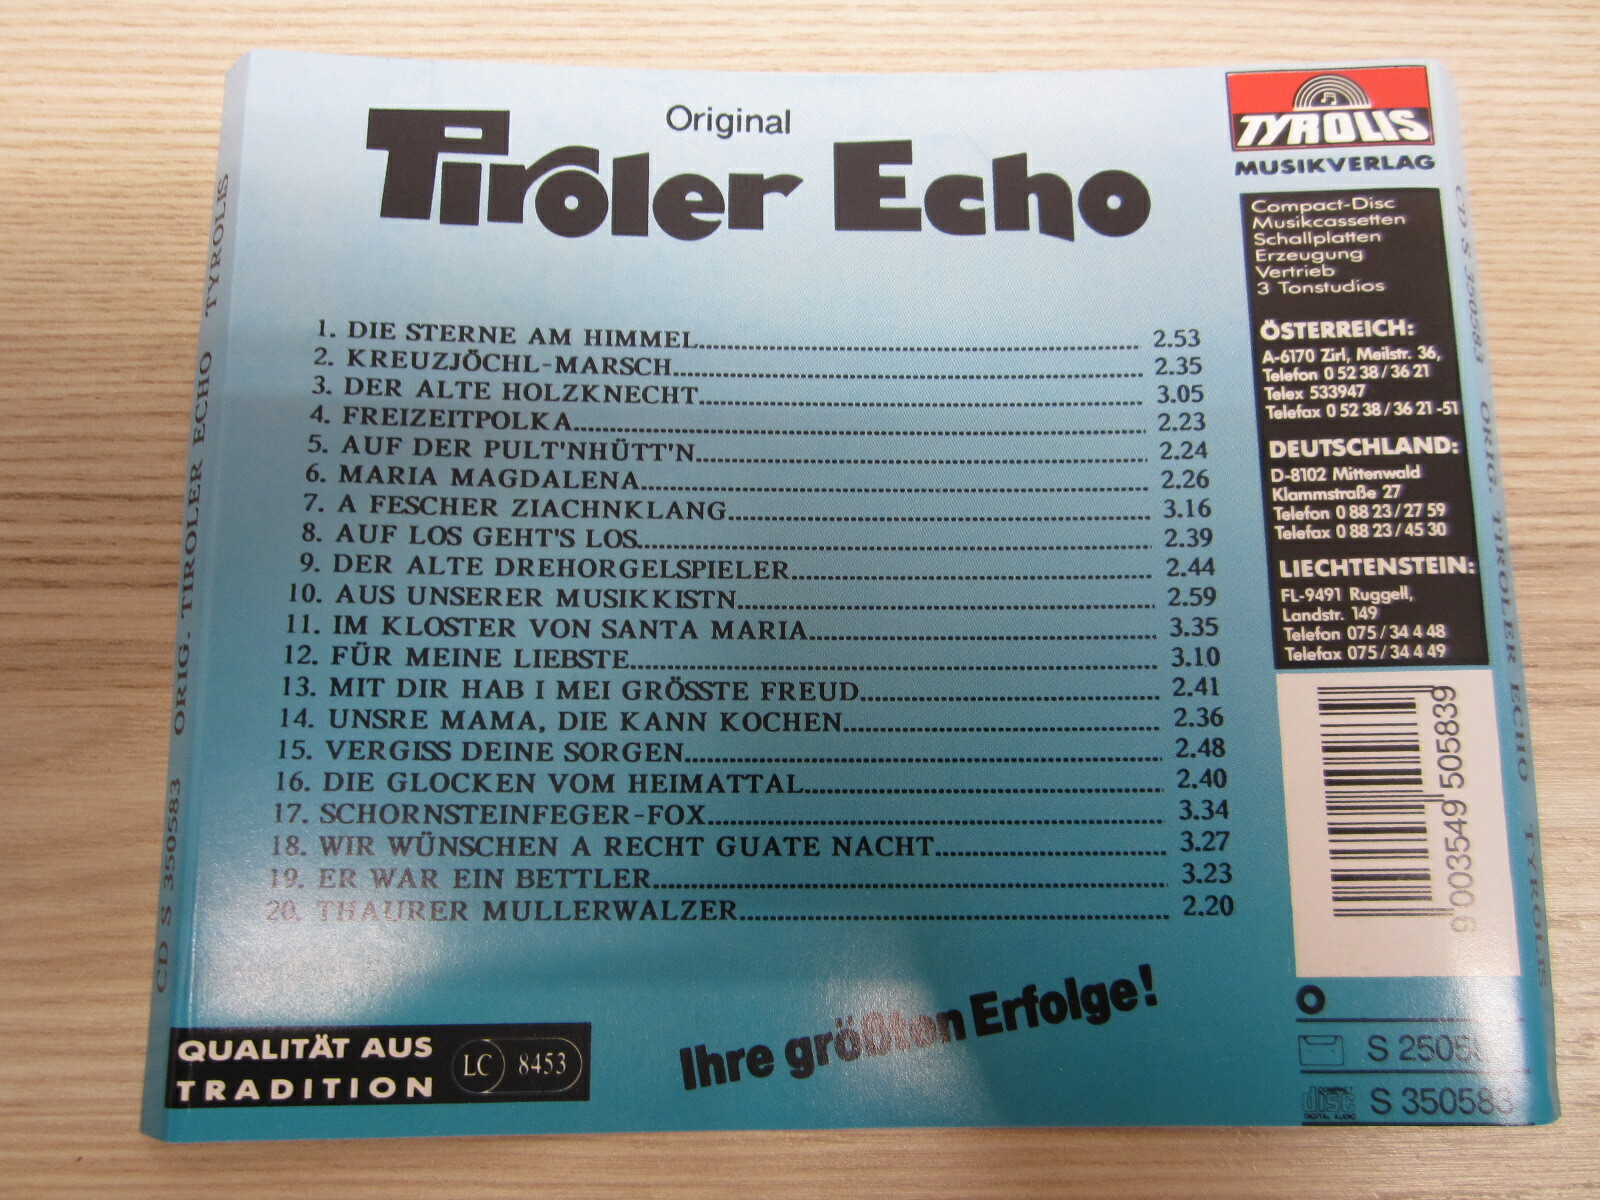 Original
Tiroler Echo
1. DIE STERNE AM HIMMEL 2.53
2. KREUZJÖCHL-MARSCH 2.35
3. DER ALTE HOLZKNECHT 3.05
4. FREIZEITPOLKA 2.23
5. AUF DER PULT'NHÜTT'N 2.24
6. MARIA MAGDALENA 2.26
7. A FESCHER ZIACHNKLANG 3.16
8. AUF LOS GEHT'S LOS 2.39
9. DER ALTE DREHORGELSPIELER 2.44
10. AUS UNSERER MUSIKKISTN 2.59
11. IM KLOSTER VON SANTA MARIA 3.35
12. FÜR MEINE LIEBSTE 3.10
13. MIT DIR HAB I MEI GRÖSSTE FREUD 2.41
14. UNSRE MAMA, DIE KANN KOCHEN 2.36
15. VERGISS DEINE SORGEN 2.48
16. DIE GLOCKEN VOM HEIMATTAL 2.40
17. SCHORNSTEINFEGER-FOX 3.34
18. WIR WÜNSCHEN A RECHT GUATE NACHT 3.27
19. ER WAR EIN BETTLER 3.23
20. THAURER MULLERWALZER 2.20
Ihre größten Erfolge!
QUALITÄT AUS
TRADITION
LC 8453
TYROLIS
MUSIKVERLAG
Compact-Disc
Musikcassetten
Schallplatten
Erzeugung
Vertrieb
3 Tonstudios
ÖSTERREICH:
A-6170 Zirl, Meilstr. 36,
Telefon 0 52 38 / 36 21
Telex 533947
Telefax 0 52 38 / 36 21 -51
DEUTSCHLAND:
D-8102 Mittenwald
Klammstraße 27
Telefon 0 88 23 / 27 59
Telefax 0 88 23 / 45 30
LIECHTENSTEIN:
FL-9491 Ruggell,
Landstr. 149
Telefon 075 / 34 4 48
Telefax 075 / 34 4 49
9 003549 505839
S 35058
COMPACT disc DIGITAL AUDIO S 350583
CD S 350583 ORIG. TIROLER ECHO TYROLIS
CD S 350583 ORIG. TIROLER ECHO TYROLIS